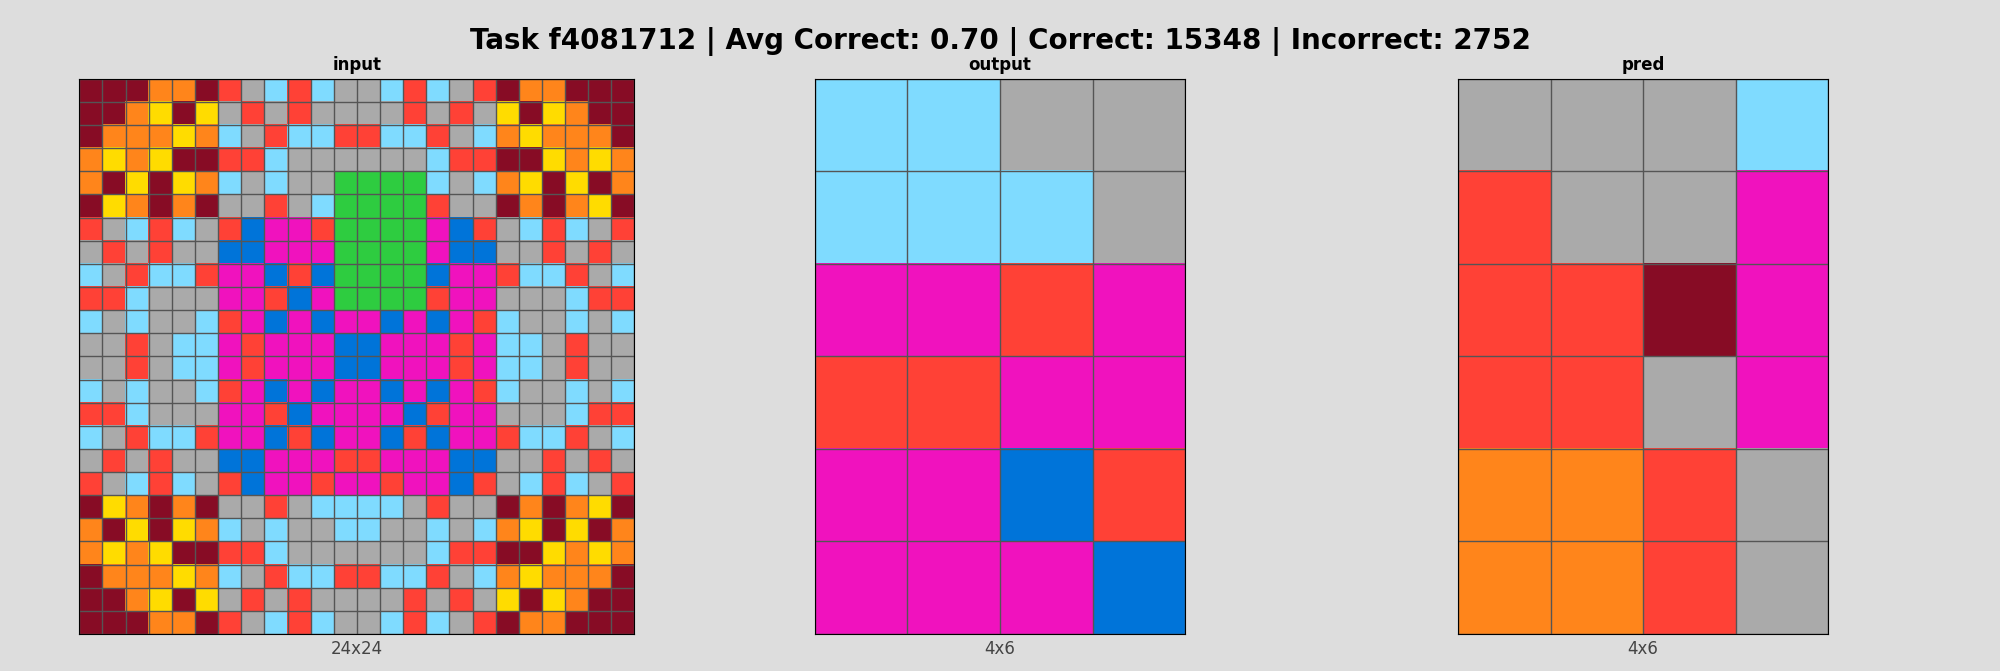 Task f4081712 | Avg Correct: 0.70 | Correct: 15348 | Incorrect: 2752
input
output
pred
24x24
4x6
4x6